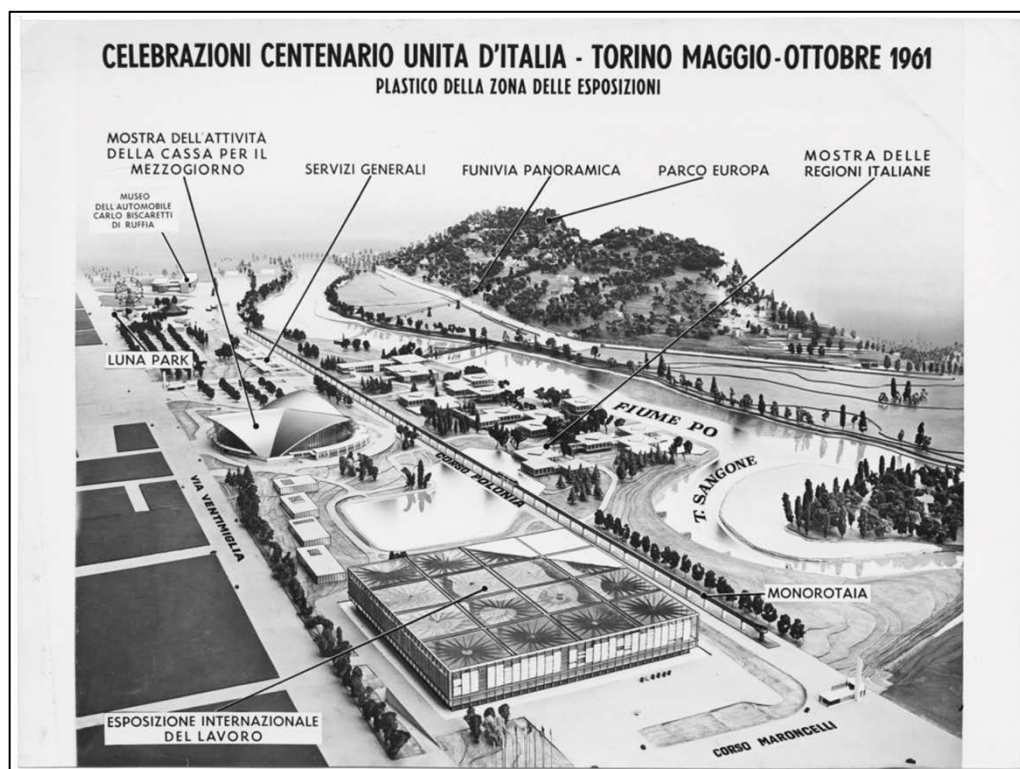 CELEBRAZIONI CENTENARIO UNITA D'ITALIA - TORINO MAGGIO-OTTOBRE 1961
PLASTICO DELLA ZONA DELLE ESPOSIZIONI
MOSTRA DELL'ATTIVITÀ
DELLA CASSA PER IL
MEZZOGIORNO
SERVIZI GENERALI
FUNIVIA PANORAMICA
PARCO EUROPA
MOSTRA DELLE
REGIONI ITALIANE
MUSEO
DELL'AUTOMOBILE
CARLO BISCARETTI
DI RUFFIA
LUNA PARK
FIUME PO
T. SANGONE
CORSO POLONIA
VIA VENTIMIGLIA
MONOROTAIA
ESPOSIZIONE INTERNAZIONALE
DEL LAVORO
CORSO MARONCELLI